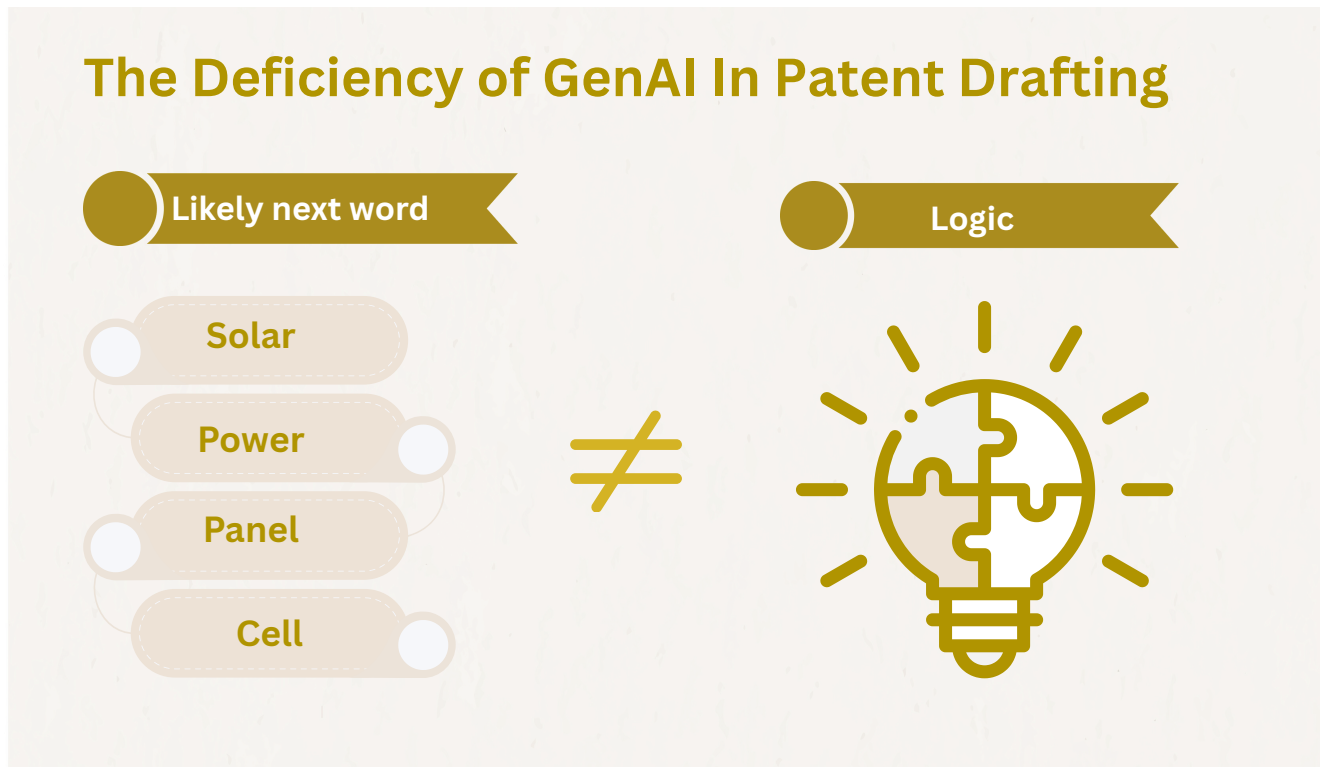 The Deficiency of GenAI In Patent Drafting
Likely next word
Logic
Solar
Power
Panel
Cell
≠